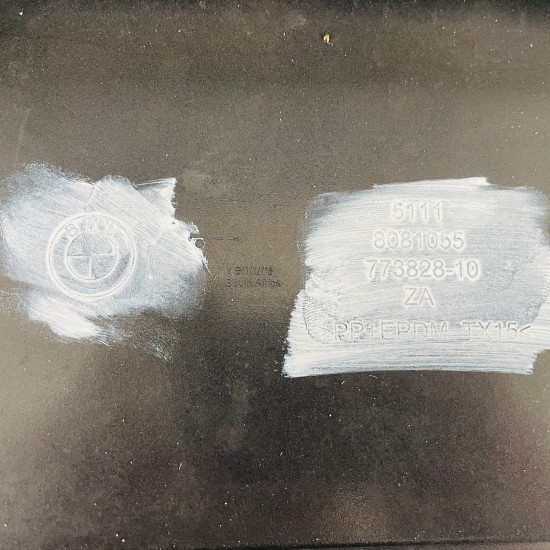 BMW
Venture
South Africa
5111
8081055
773828-10
ZA
>PP+EPDM-TX15<